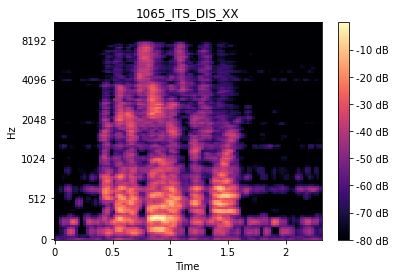 1065_ITS_DIS_XX
8192
4096
2048
1024
512
0
Hz
0 0.5 1 1.5 2
Time
-10 dB
-20 dB
-30 dB
-40 dB
-50 dB
-60 dB
-70 dB
-80 dB